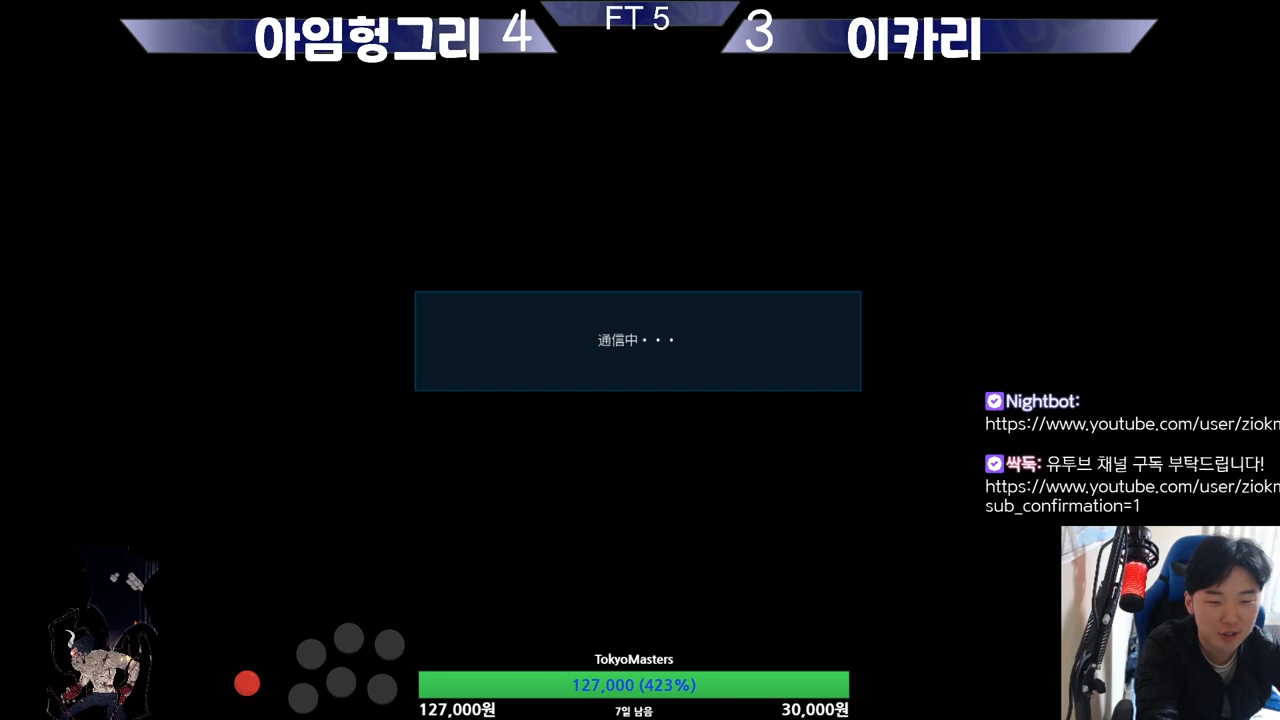 아임헝그리 4 FT 5 3 이카리
通信中・・・
Nightbot:
https://www.youtube.com/user/ziokm
싹둑: 유투브 채널 구독 부탁드립니다!
https://www.youtube.com/user/ziokm
sub_confirmation=1
TokyoMasters
127,000 (423%)
127,000원 7일 남음 30,000원